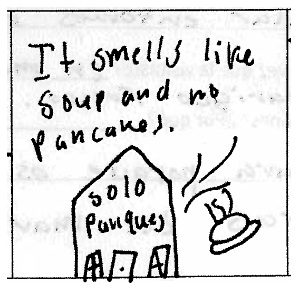 It smells like
soup and no
pancakes.
solo
panques